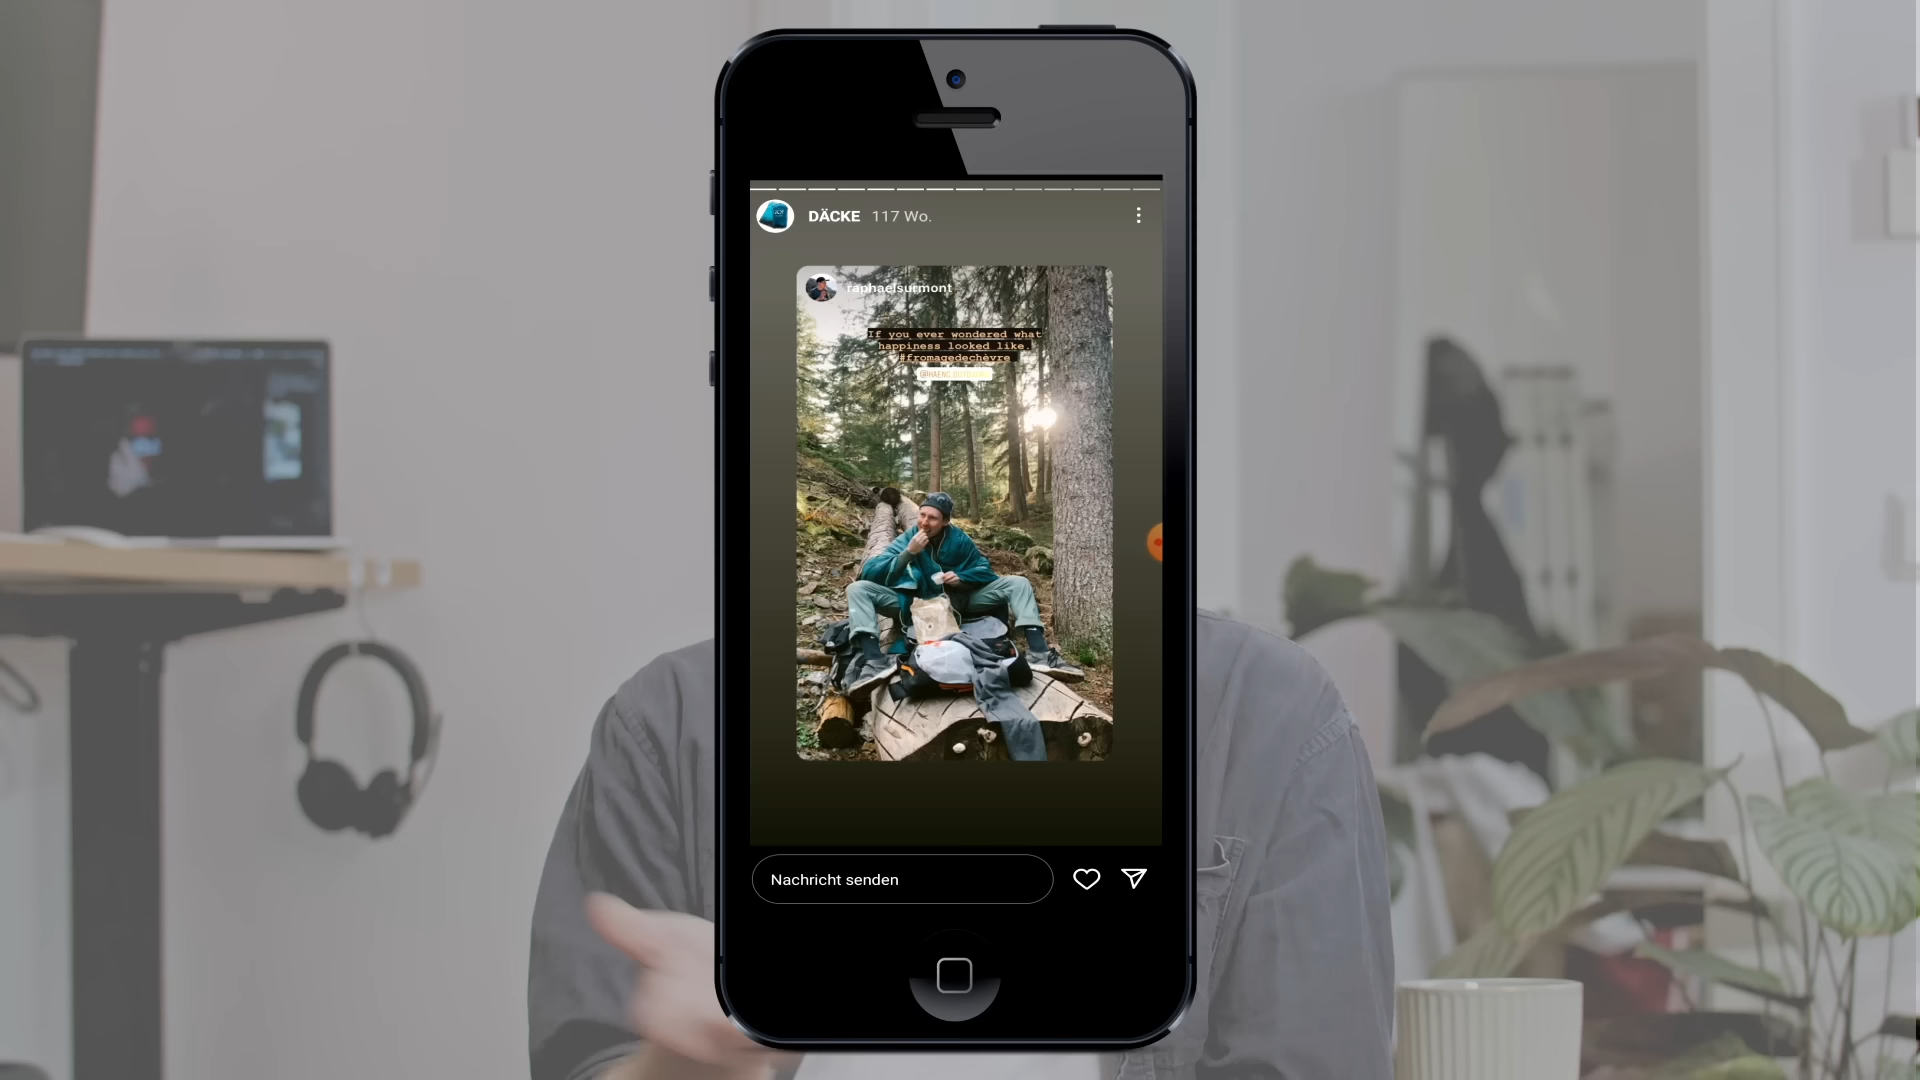 DÄCKE 117 Wo.
raphaelsurmont
If you ever wondered what
happiness looked like.
#fromagedechèvre
Nachricht senden